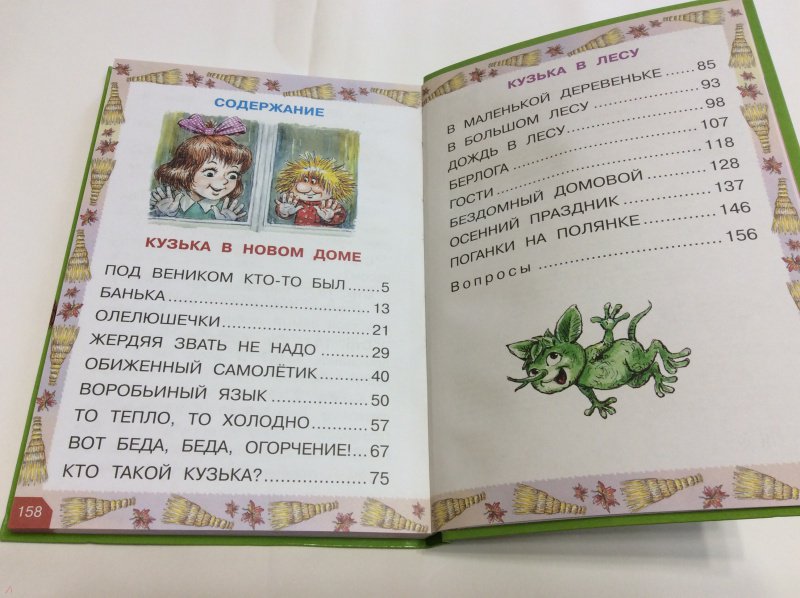 СОДЕРЖАНИЕ
КУЗЬКА В НОВОМ ДОМЕ
ПОД ВЕНИКОМ КТО-ТО БЫЛ.......5
БАНЬКА..............................13
ОЛЕЛЮШЕЧКИ.......................21
ЖЕРДЯЯ ЗВАТЬ НЕ НАДО........29
ОБИЖЕННЫЙ САМОЛЁТИК.........40
ВОРОБЬИНЫЙ ЯЗЫК...............50
ТО ТЕПЛО, ТО ХОЛОДНО.........57
ВОТ БЕДА, БЕДА, ОГОРЧЕНИЕ!...67
КТО ТАКОЙ КУЗЬКА?................75
158
КУЗЬКА В ЛЕСУ
В МАЛЕНЬКОЙ ДЕРЕВЕНЬКЕ......85
В БОЛЬШОМ ЛЕСУ.................93
ДОЖДЬ В ЛЕСУ....................98
БЕРЛОГА..........................107
ГОСТИ.............................118
БЕЗДОМНЫЙ ДОМОВОЙ..........128
ОСЕННИЙ ПРАЗДНИК.............137
ПОГАНКИ НА ПОЛЯНКЕ...........146
Вопросы..........................156